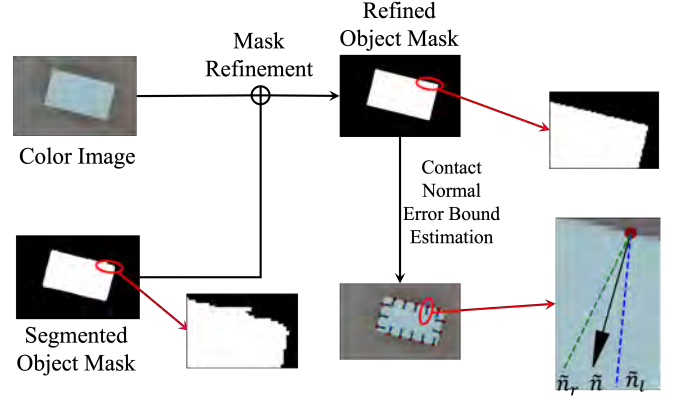 Refined
Object Mask
Mask
Refinement
Color Image
Contact
Normal
Error Bound
Estimation
Segmented
Object Mask
ñ_r ñ ñ_l